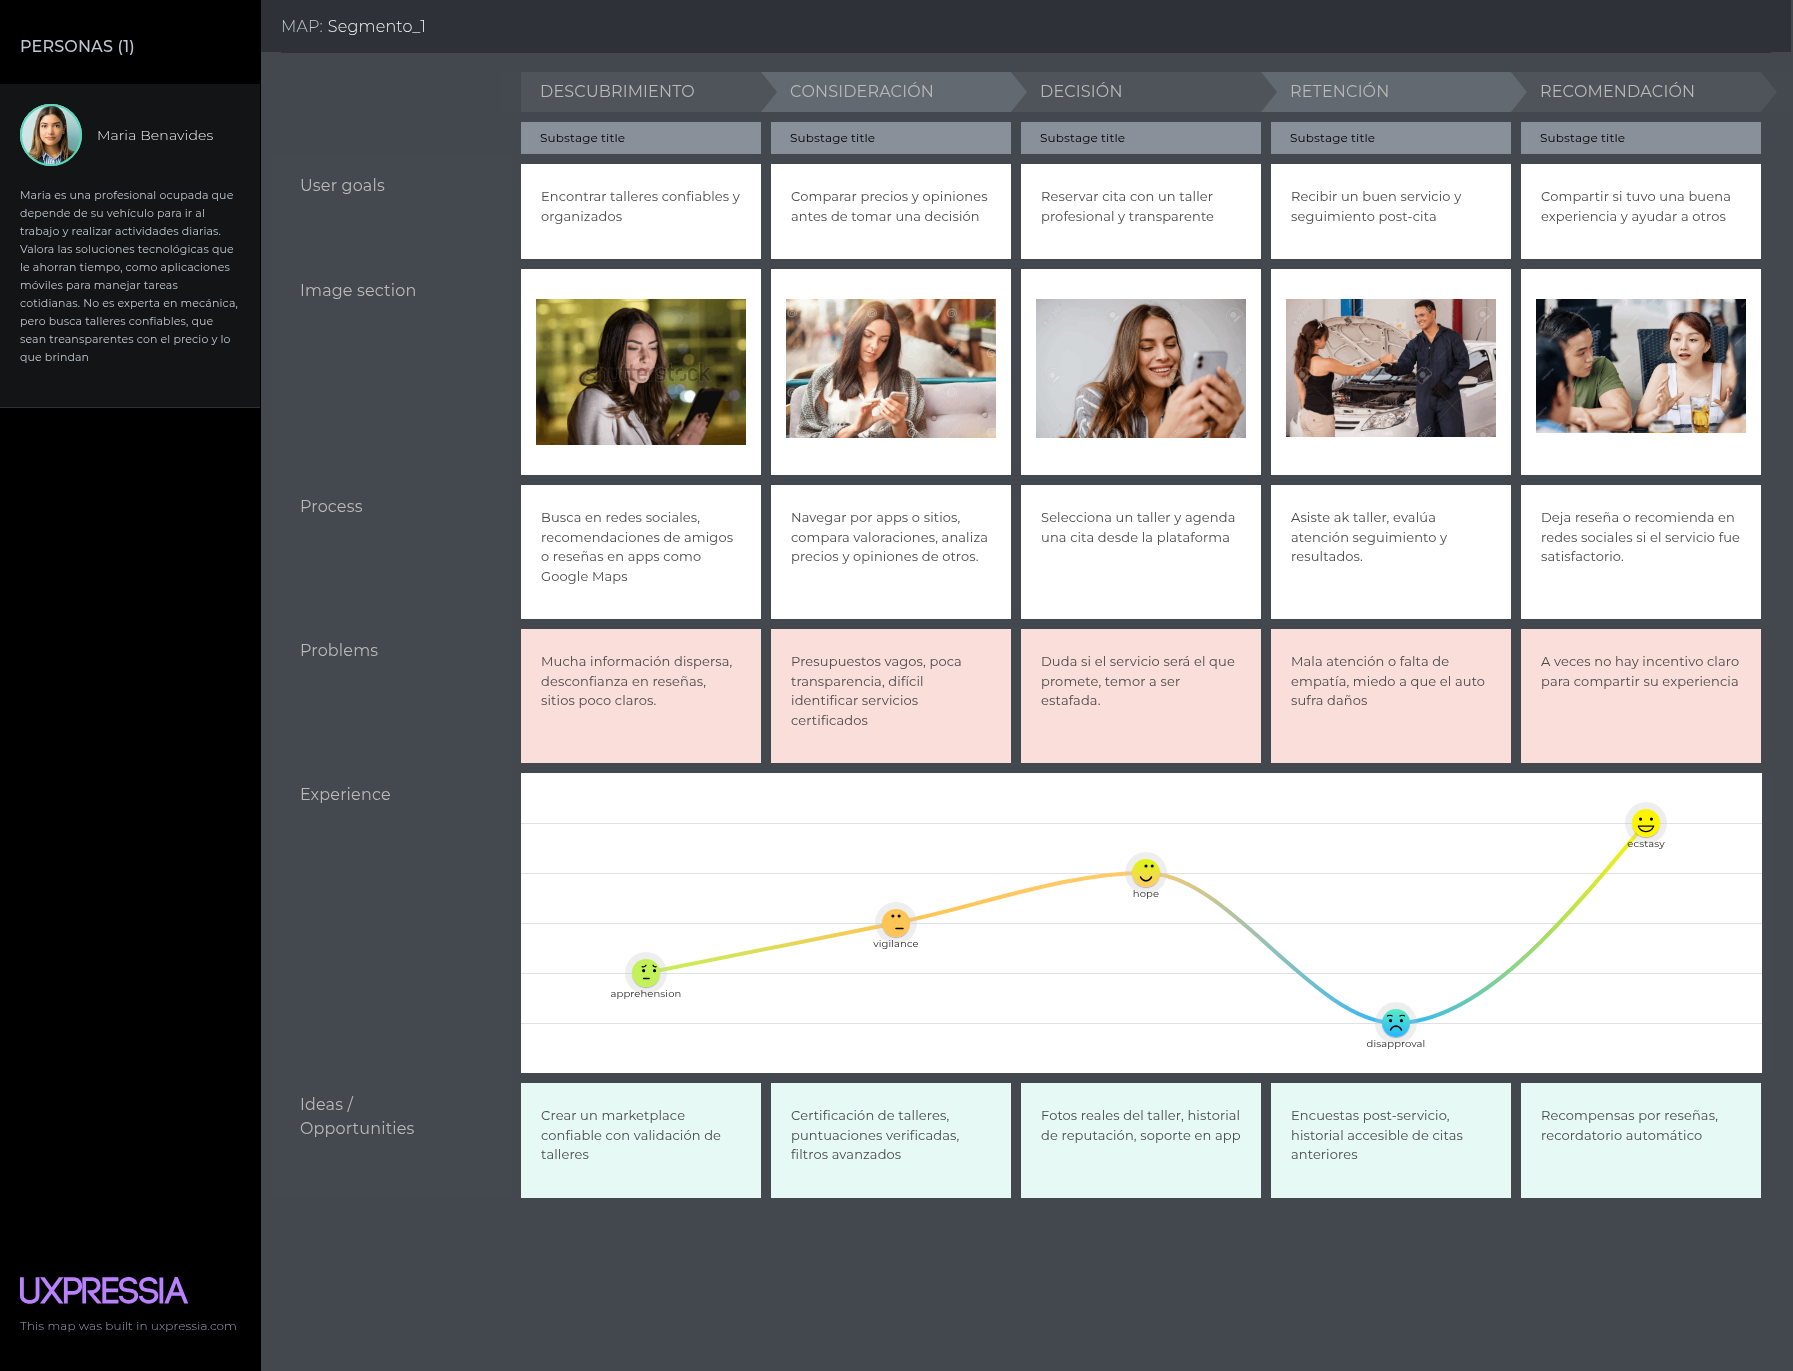 PERSONAS (1)
Maria Benavides
Maria es una profesional ocupada que
depende de su vehículo para ir al
trabajo y realizar actividades diarias.
Valora las soluciones tecnológicas que
le ahorran tiempo, como aplicaciones
móviles para manejar tareas
cotidianas. No es experta en mecánica,
pero busca talleres confiables, que
sean treansparentes con el precio y lo
que brindan
MAP: Segmento_1
DESCUBRIMIENTO
CONSIDERACIÓN
DECISIÓN
RETENCIÓN
RECOMENDACIÓN
Substage title
Substage title
Substage title
Substage title
Substage title
User goals
Encontrar talleres confiables y
organizados
Comparar precios y opiniones
antes de tomar una decisión
Reservar cita con un taller
profesional y transparente
Recibir un buen servicio y
seguimiento post-cita
Compartir si tuvo una buena
experiencia y ayudar a otros
Image section
shutterstock
Process
Busca en redes sociales,
recomendaciones de amigos
o reseñas en apps como
Google Maps
Navegar por apps o sitios,
compara valoraciones, analiza
precios y opiniones de otros.
Selecciona un taller y agenda
una cita desde la plataforma
Asiste ak taller, evalúa
atención seguimiento y
resultados.
Deja reseña o recomienda en
redes sociales si el servicio fue
satisfactorio.
Problems
Mucha información dispersa,
desconfianza en reseñas,
sitios poco claros.
Presupuestos vagos, poca
transparencia, difícil
identificar servicios
certificados
Duda si el servicio será el que
promete, temor a ser
estafada.
Mala atención o falta de
empatía, miedo a que el auto
sufra daños
A veces no hay incentivo claro
para compartir su experiencia
Experience
apprehension
vigilance
hope
disapproval
ecstasy
Ideas /
Opportunities
Crear un marketplace
confiable con validación de
talleres
Certificación de talleres,
puntuaciones verificadas,
filtros avanzados
Fotos reales del taller, historial
de reputación, soporte en app
Encuestas post-servicio,
historial accesible de citas
anteriores
Recompensas por reseñas,
recordatorio automático
UXPRESSIA
This map was built in uxpressia.com